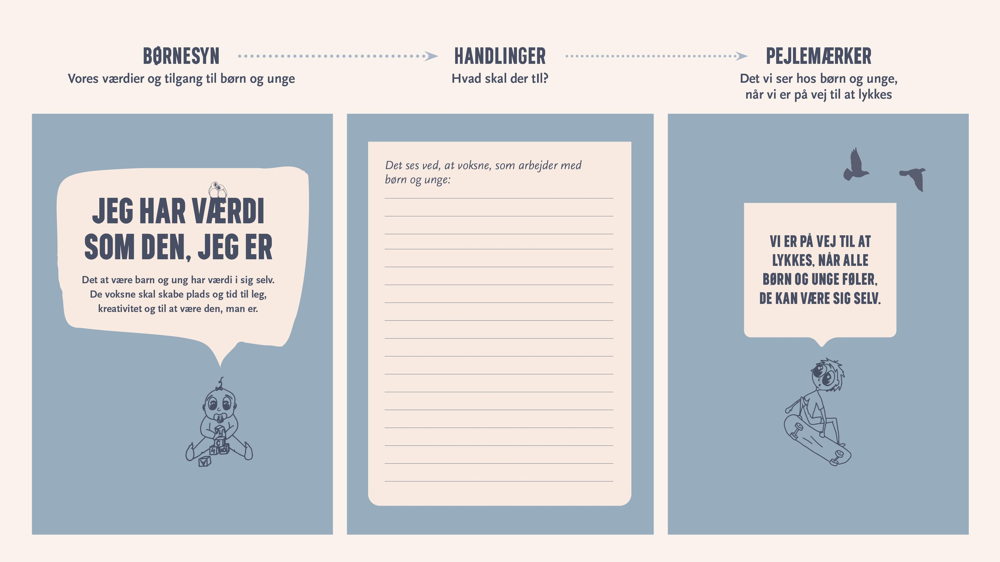 BØRNESYN
Vores værdier og tilgang til børn og unge
HANDLINGER
Hvad skal der tIl?
PEJLEMÆRKER
Det vi ser hos børn og unge,
når vi er på vej til at lykkes
JEG HAR VÆRDI
SOM DEN, JEG ER
Det at være barn og ung har værdi i sig selv.
De voksne skal skabe plads og tid til leg,
kreativitet og til at være den, man er.
C
4 B
A
Det ses ved, at voksne, som arbejder med
børn og unge:
VI ER PÅ VEJ TIL AT
LYKKES, NÅR ALLE
BØRN OG UNGE FØLER,
DE KAN VÆRE SIG SELV.